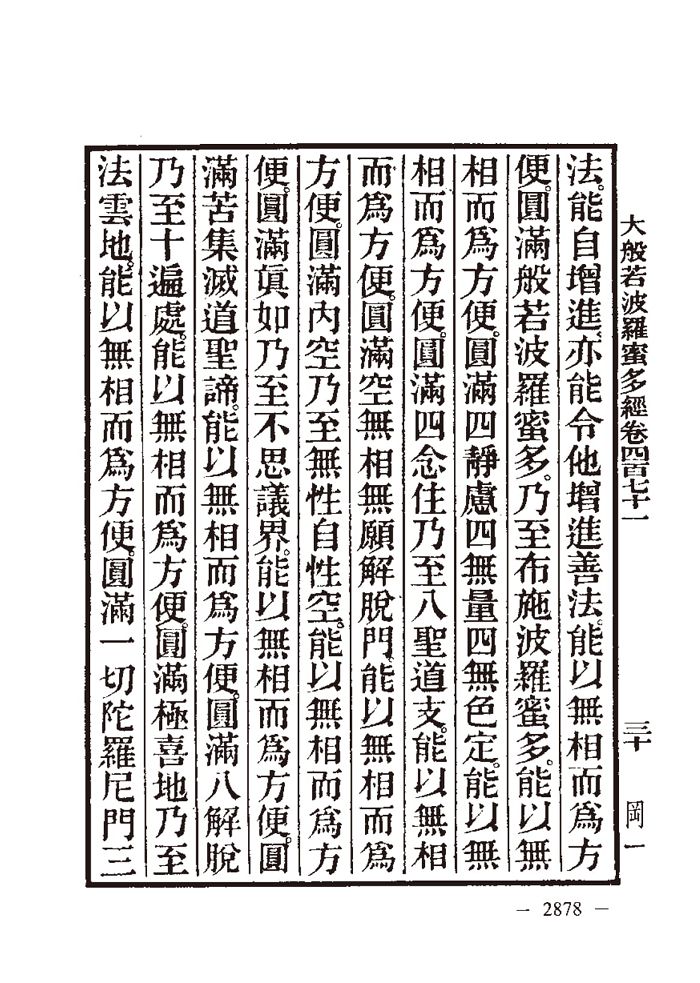 大般若波羅蜜多經卷四百七十一
三十
岡一
法。能自增進。亦能令他增進善法。能以無相而爲方
便。圓滿般若波羅蜜多。乃至布施波羅蜜多。能以無
相而爲方便。圓滿四靜慮四無量四無色定。能以無
相而爲方便。圓滿四念住乃至八聖道支。能以無相
而爲方便。圓滿空無相無願解脫門。能以無相而爲
方便。圓滿內空乃至無性自性空。能以無相而爲方
便。圓滿眞如乃至不思議界。能以無相而爲方便。圓
滿苦集滅道聖諦。能以無相而爲方便。圓滿八解脫
乃至十遍處。能以無相而爲方便。圓滿極喜地乃至
法雲地。能以無相而爲方便。圓滿一切陀羅尼門三
— 2878 —